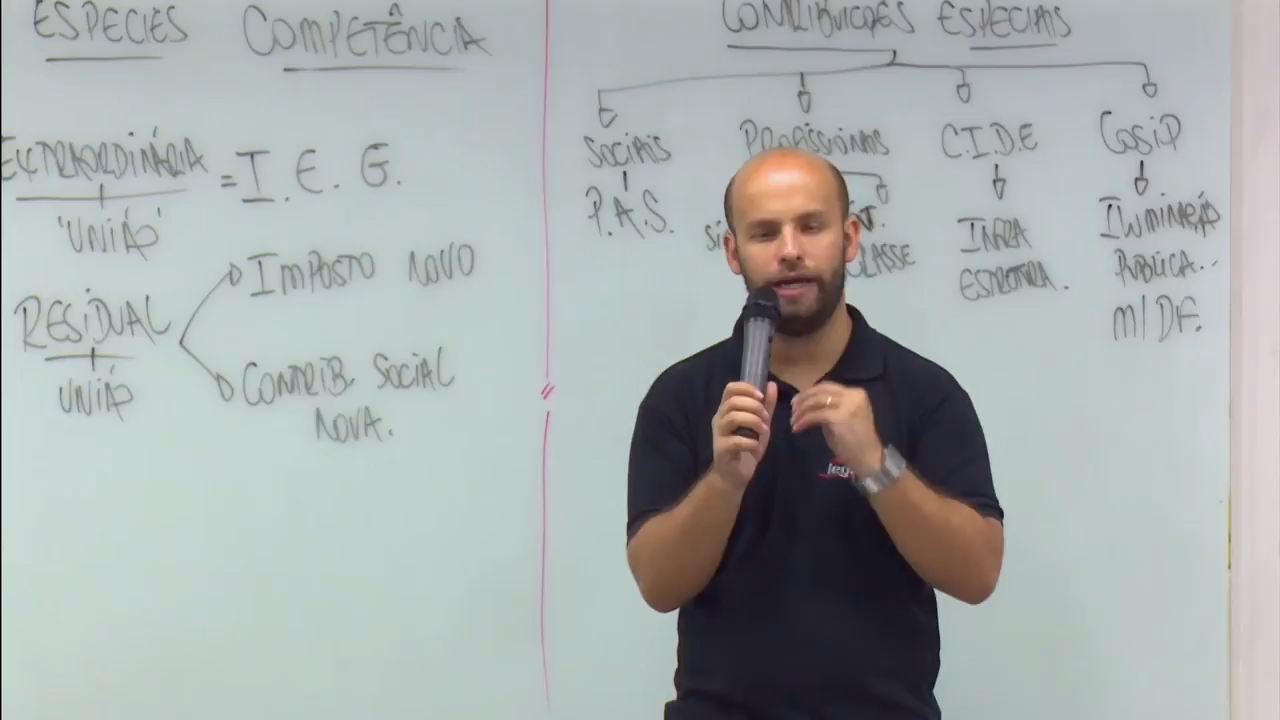 ESPÉCIES
COMPETÊNCIA
EXTRAORDINÁRIA = I. E. G.
'UNIÃO'
RESIDUAL
UNIÃO
IMPOSTO NOVO
CONTRIB. SOCIAL
NOVA.
CONTRIBUIÇÕES ESPECIAIS
SOCIAIS
P.A.S.
PROFISSIONAIS
CLASSE
C.I.D.E
INFRA
ESTRUTURA.
COSIP
ILUMINAÇÃO
PÚBLICA...
M/DF.